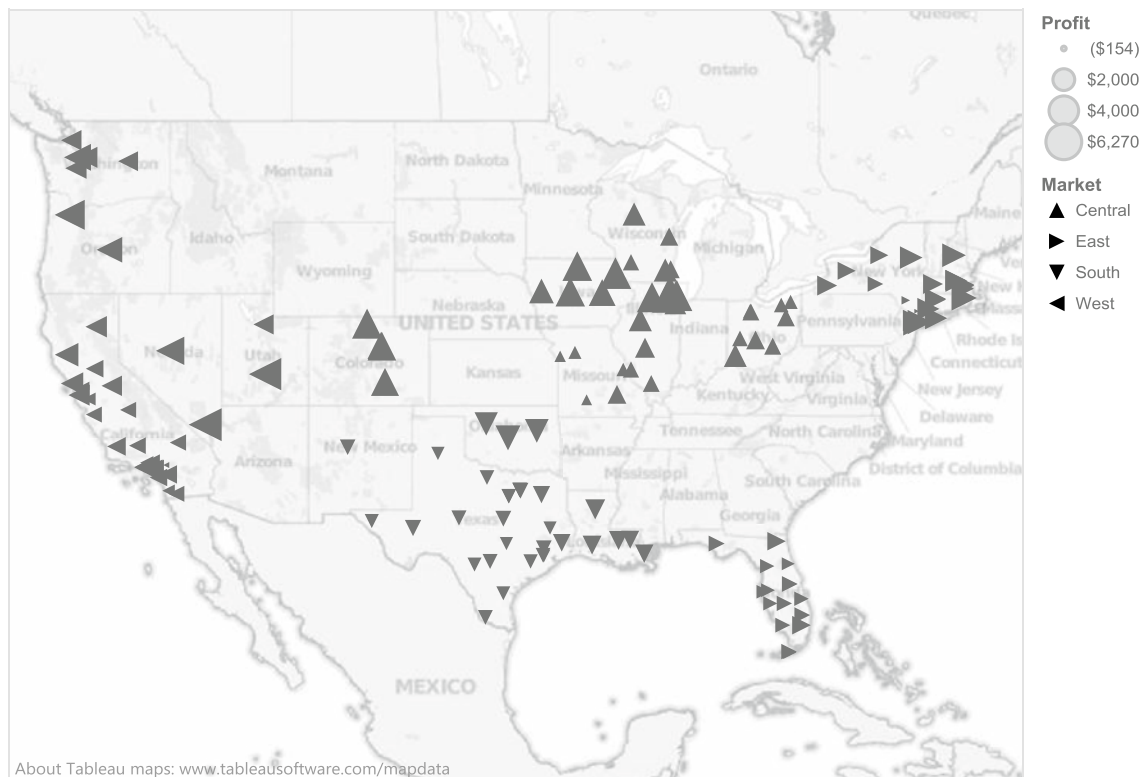 Quebec
Ontario
North Dakota
Montana
Minnesota
Maine
South Dakota
Idaho
Wisconsin
Michigan
Wyoming
New York
Nebraska
UNITED STATES
Indiana
Pennsylvania
Rhode Is
Utah
Colorado
Kansas
Missouri
Ohio
West Virginia
Connecticut
New Jersey
Kentucky
Virginia
Delaware
California
Arizona
New Mexico
Arkansas
Tennessee
North Carolina
Maryland
Mississippi
South Carolina
District of Columbia
Alabama
Georgia
Texas
MEXICO
About Tableau maps: www.tableausoftware.com/mapdata
Profit
($154)
$2,000
$4,000
$6,270
Market
Central
East
South
West